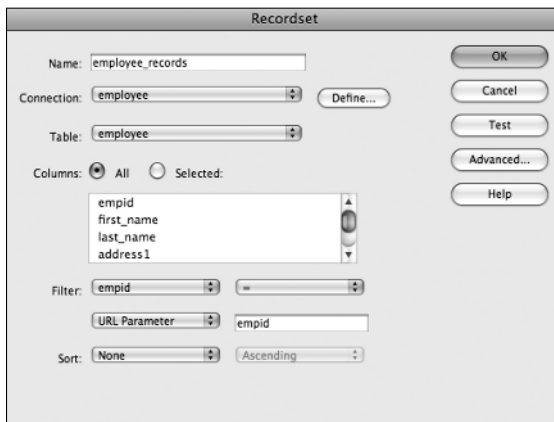 Recordset
Name: employee_records
OK
Connection: employee Define...
Cancel
Table: employee
Test
Columns: All Selected:
Advanced...
empid
first_name
last_name
address1
Help
Filter: empid =
URL Parameter empid
Sort: None Ascending